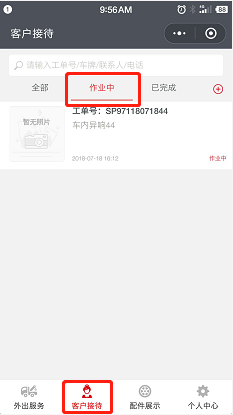 9:56AM
88
客户接待
请输入工单号/车牌/联系人/电话
全部
作业中
已完成
暂无照片
工单号：SP97118071844
车内异响44
2018-07-18 16:12
作业中
外出服务
客户接待
配件展示
个人中心